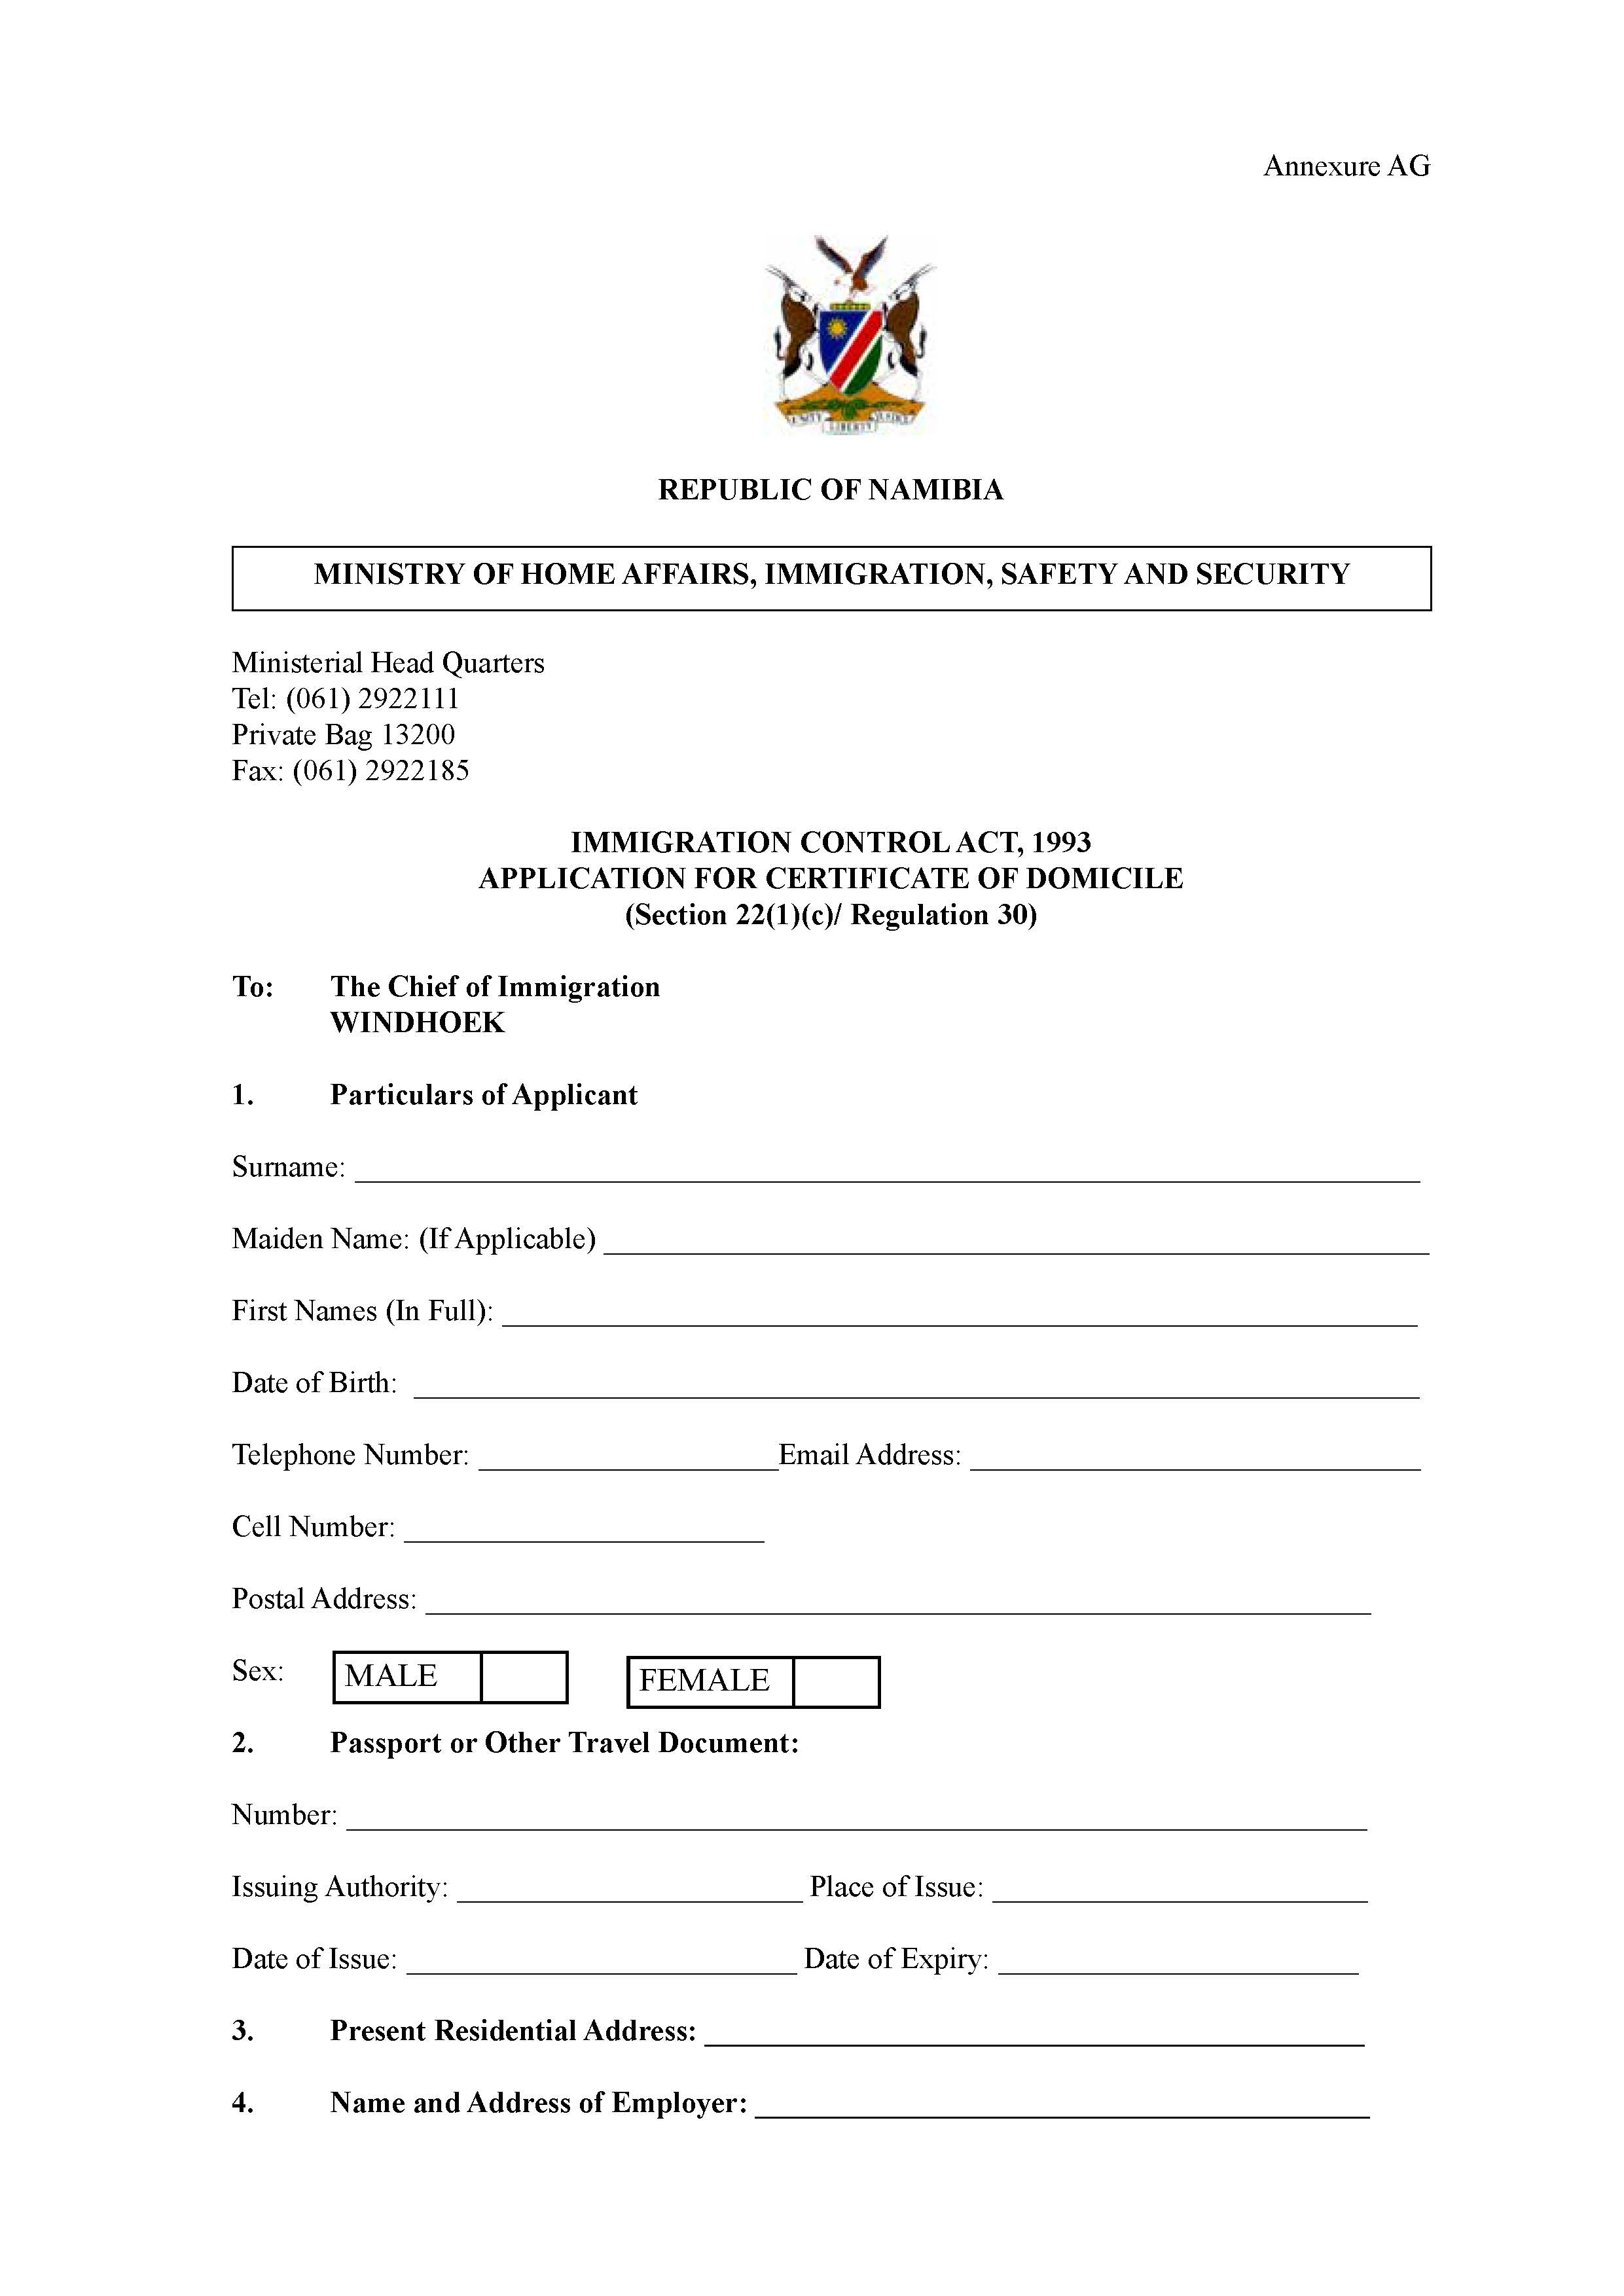 Annexure AG
UNITY LIBERTY JUSTICE
REPUBLIC OF NAMIBIA
MINISTRY OF HOME AFFAIRS, IMMIGRATION, SAFETY AND SECURITY
Ministerial Head Quarters
Tel: (061) 2922111
Private Bag 13200
Fax: (061) 2922185
IMMIGRATION CONTROL ACT, 1993
APPLICATION FOR CERTIFICATE OF DOMICILE
(Section 22(1)(c)/ Regulation 30)
To: The Chief of Immigration
WINDHOEK
1. Particulars of Applicant
Surname:
Maiden Name: (If Applicable)
First Names (In Full):
Date of Birth:
Telephone Number: Email Address:
Cell Number:
Postal Address:
Sex: MALE FEMALE
2. Passport or Other Travel Document:
Number:
Issuing Authority: Place of Issue:
Date of Issue: Date of Expiry:
3. Present Residential Address:
4. Name and Address of Employer: